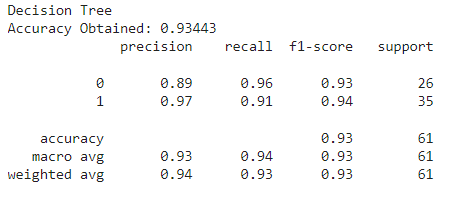 Decision Tree
Accuracy Obtained: 0.93443
precision recall f1-score support
0 0.89 0.96 0.93 26
1 0.97 0.91 0.94 35
accuracy 0.93 61
macro avg 0.93 0.94 0.93 61
weighted avg 0.94 0.93 0.93 61